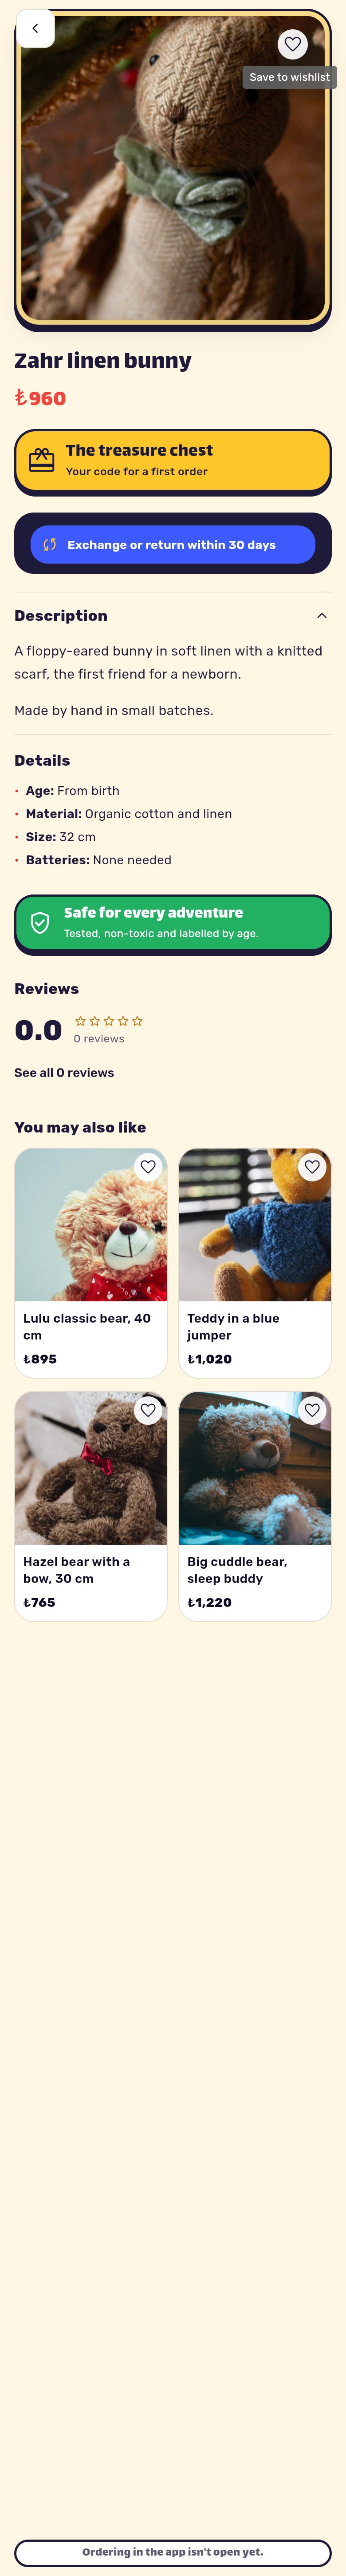 Save to wishlist
Zahr linen bunny
₺960
The treasure chest
Your code for a first order
Exchange or return within 30 days
Description
A floppy-eared bunny in soft linen with a knitted
scarf, the first friend for a newborn.
Made by hand in small batches.
Details
• Age: From birth
• Material: Organic cotton and linen
• Size: 32 cm
• Batteries: None needed
Safe for every adventure
Tested, non-toxic and labelled by age.
Reviews
0.0
0 reviews
See all 0 reviews
You may also like
Lulu classic bear, 40
cm
₺895
Teddy in a blue
jumper
₺1,020
Hazel bear with a
bow, 30 cm
₺765
Big cuddle bear,
sleep buddy
₺1,220
Ordering in the app isn't open yet.